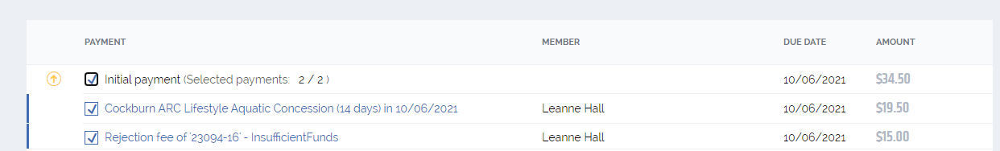 PAYMENT MEMBER DUE DATE AMOUNT
Initial payment (Selected payments: 2 / 2 ) 10/06/2021 $34.50
Cockburn ARC Lifestyle Aquatic Concession (14 days) in 10/06/2021 Leanne Hall 10/06/2021 $19.50
Rejection fee of '23094-16' - InsufficientFunds Leanne Hall 10/06/2021 $15.00